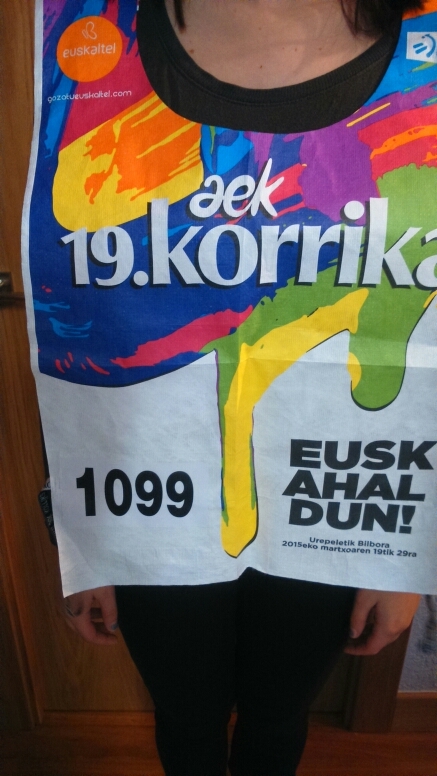 euskaltel
gozatueuskaltel.com
aek
19.korrika
EUSK
AHAL
DUN!
1099
Urepeletik Bilbora
2015eko martxoaren 19tik 29ra